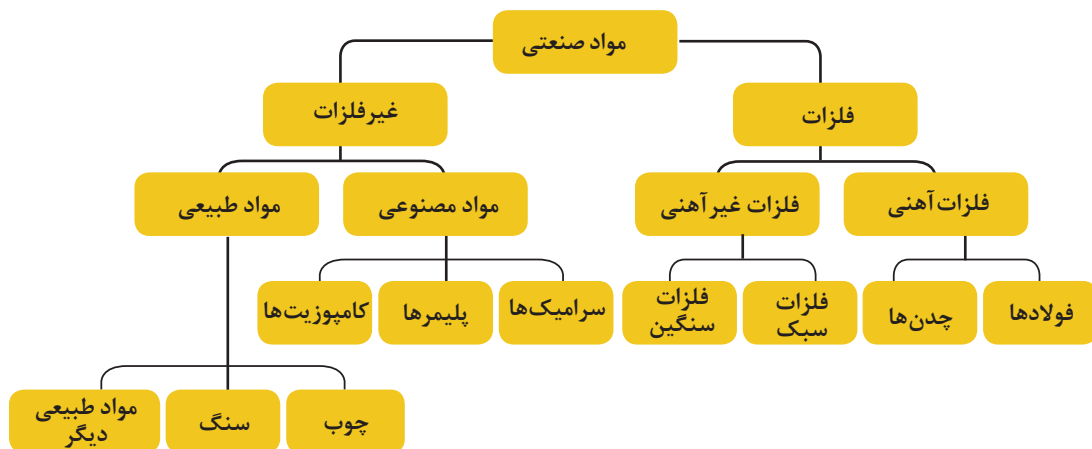 مواد صنعتی
فلزات
غیرفلزات
فلزات آهنی
فلزات غیرآهنی
مواد مصنوعی
مواد طبیعی
فولادها
چدن‌ها
فلزات
سبک
فلزات
سنگین
سرامیک‌ها
پلیمرها
کامپوزیت‌ها
چوب
سنگ
مواد طبیعی
دیگر